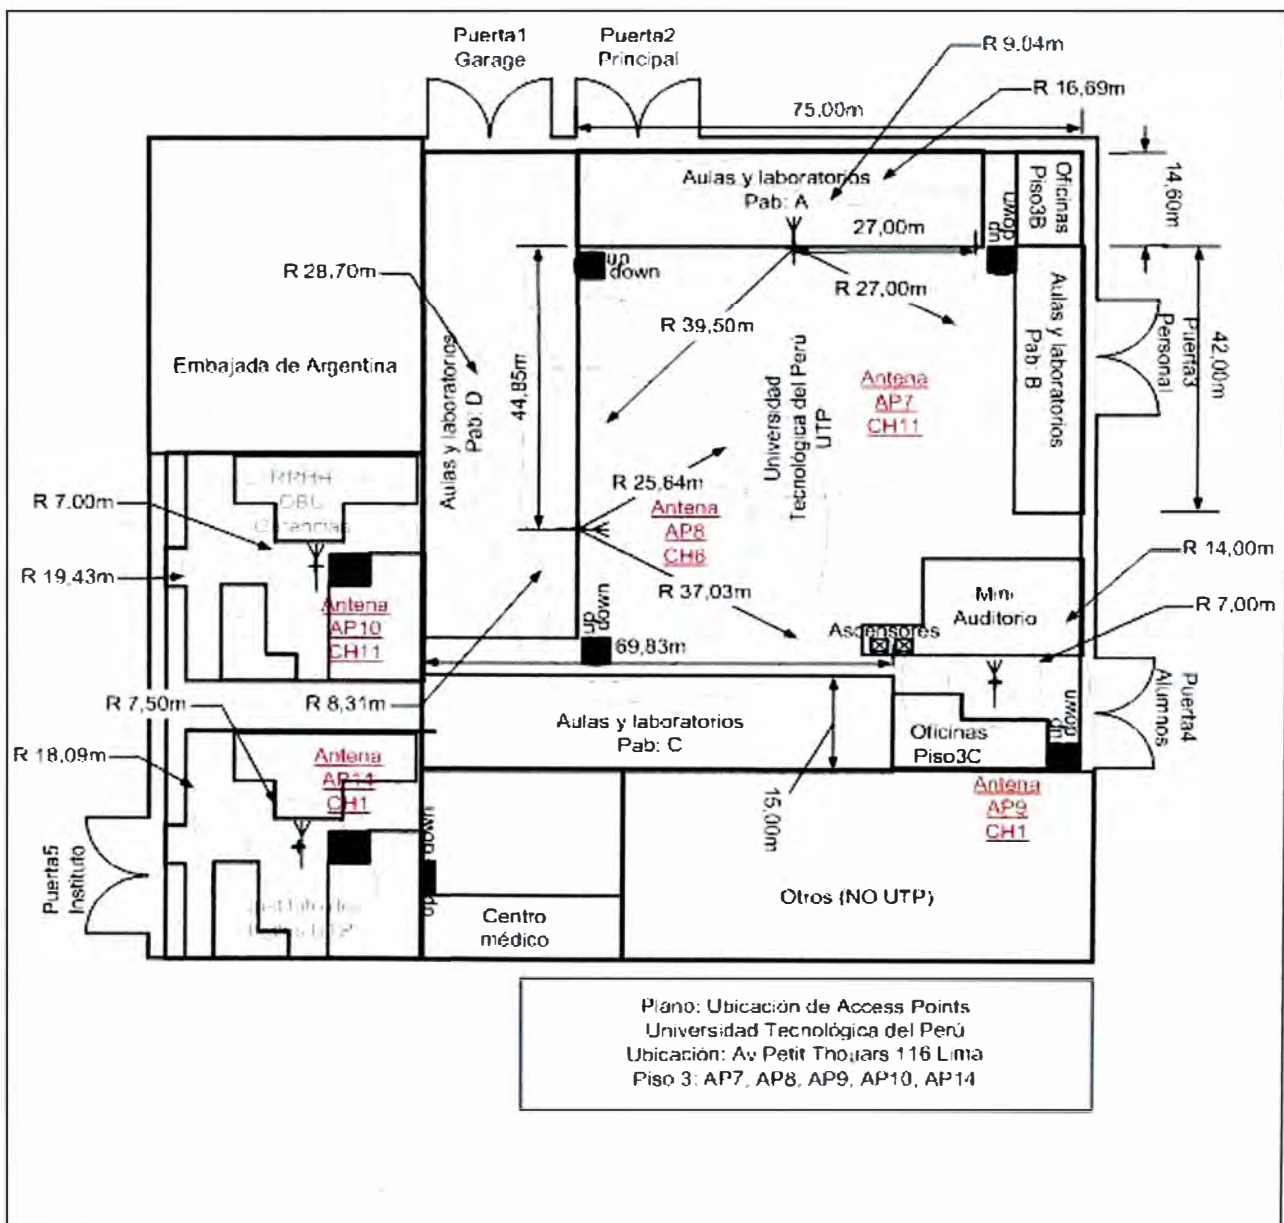 Puerta1
Garage
Puerta2
Principal
R 9.04m
R 16,69m
75,00m
14,60m
Aulas y laboratorios
Pab: A
Oficinas
Piso3B
up
down
27,00m
up
down
R 28,70m
R 27,00m
R 39,50m
Embajada de Argentina
Aulas y laboratorios
Pab: D
44,85m
Universidad
Tecnológica del Perú
UTP
Antena
AP7
CH11
Aulas y laboratorios
Pab: B
Puerta3
Personal
42,00m
R 25,64m
Antena
AP8
CH6
R 37,03m
RRHH
OBU
R 7.00m
R 19,43m
Antena
AP10
CH11
R 14,00m
R 7,00m
Mini
Auditorio
Ascensores
up
down
69,83m
R 7,50m
R 8,31m
R 18,09m
Aulas y laboratorios
Pab: C
15,00m
Oficinas
Piso3C
down
Puerta4
Alumnos
Antena
AP14
CH1
Antena
AP9
CH1
Puerta5
Instituto
UTP
up
down
Centro
médico
Otros (NO UTP)
Plano: Ubicación de Access Points
Universidad Tecnológica del Perú
Ubicación: Av Petit Thouars 116 Lima
Piso 3: AP7, AP8, AP9, AP10, AP14